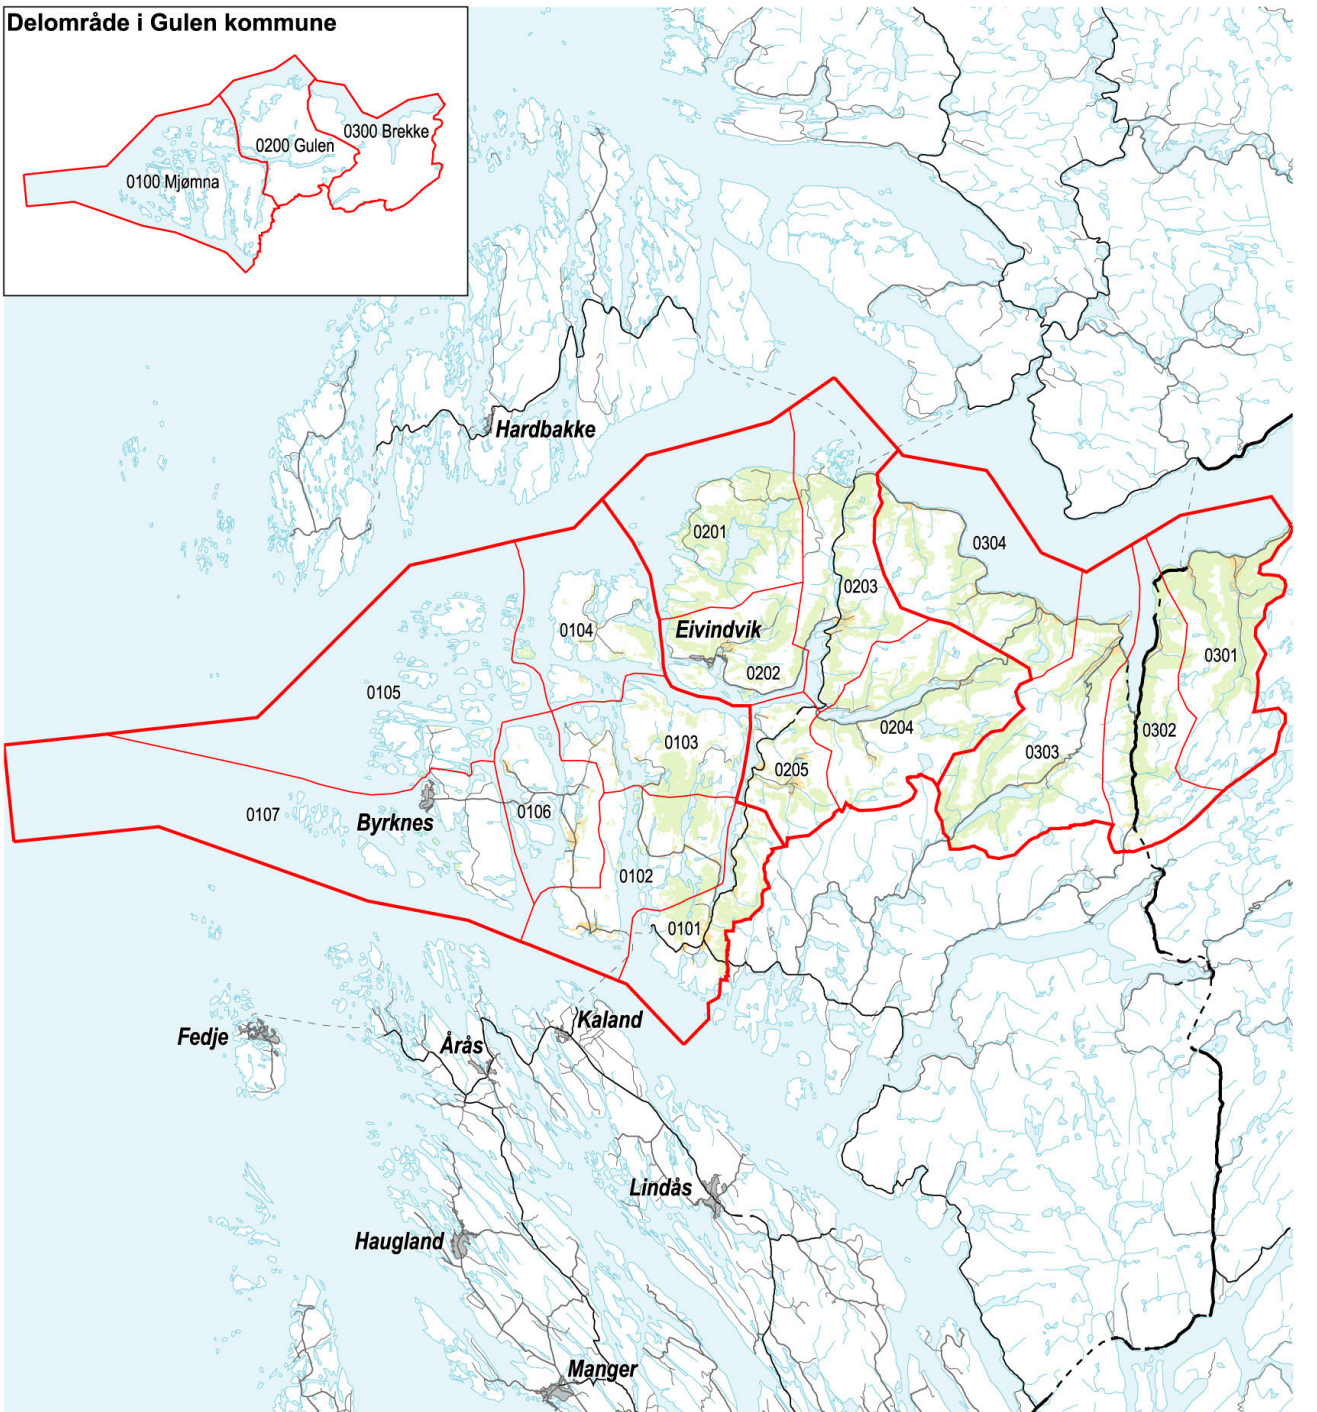 Delområde i Gulen kommune
0300 Brekke
0200 Gulen
0100 Mjømna
Hardbakke
0201
0304
0203
0104
Eivindvik
0301
0202
0105
0204
0302
0103
0303
0205
0107
0106
Byrknes
0102
0101
Kaland
Fedje
Årås
Lindås
Haugland
Manger